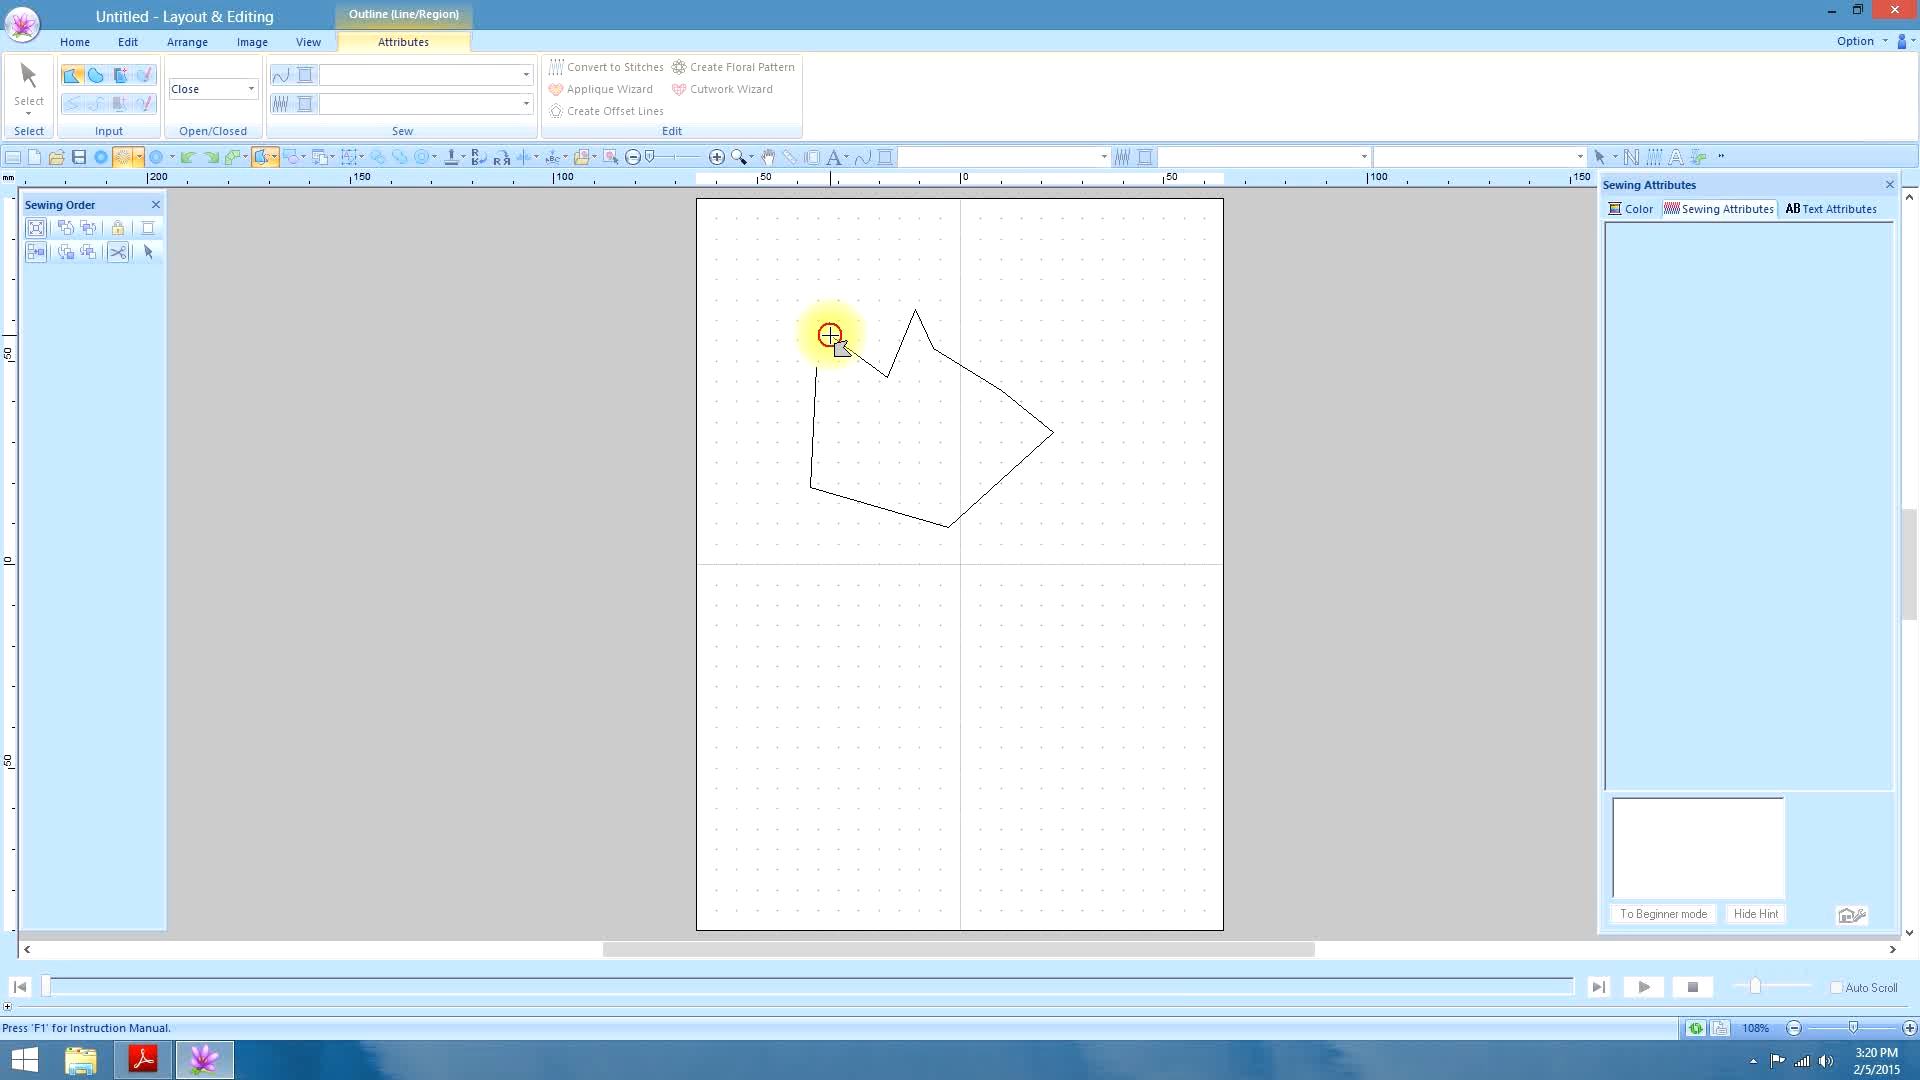 Untitled - Layout & Editing
Outline (Line/Region)
Home Edit Arrange Image View Attributes Option
Select
Close
Convert to Stitches Create Floral Pattern
Applique Wizard Cutwork Wizard
Create Offset Lines
Select Input Open/Closed Sew Edit
mm 200 150 100 50 0 50 100 150
Sewing Order
Sewing Attributes
Color Sewing Attributes AB Text Attributes
50
0
50
To Beginner mode Hide Hint
Auto Scroll
Press 'F1' for Instruction Manual.
108%
3:20 PM
2/5/2015